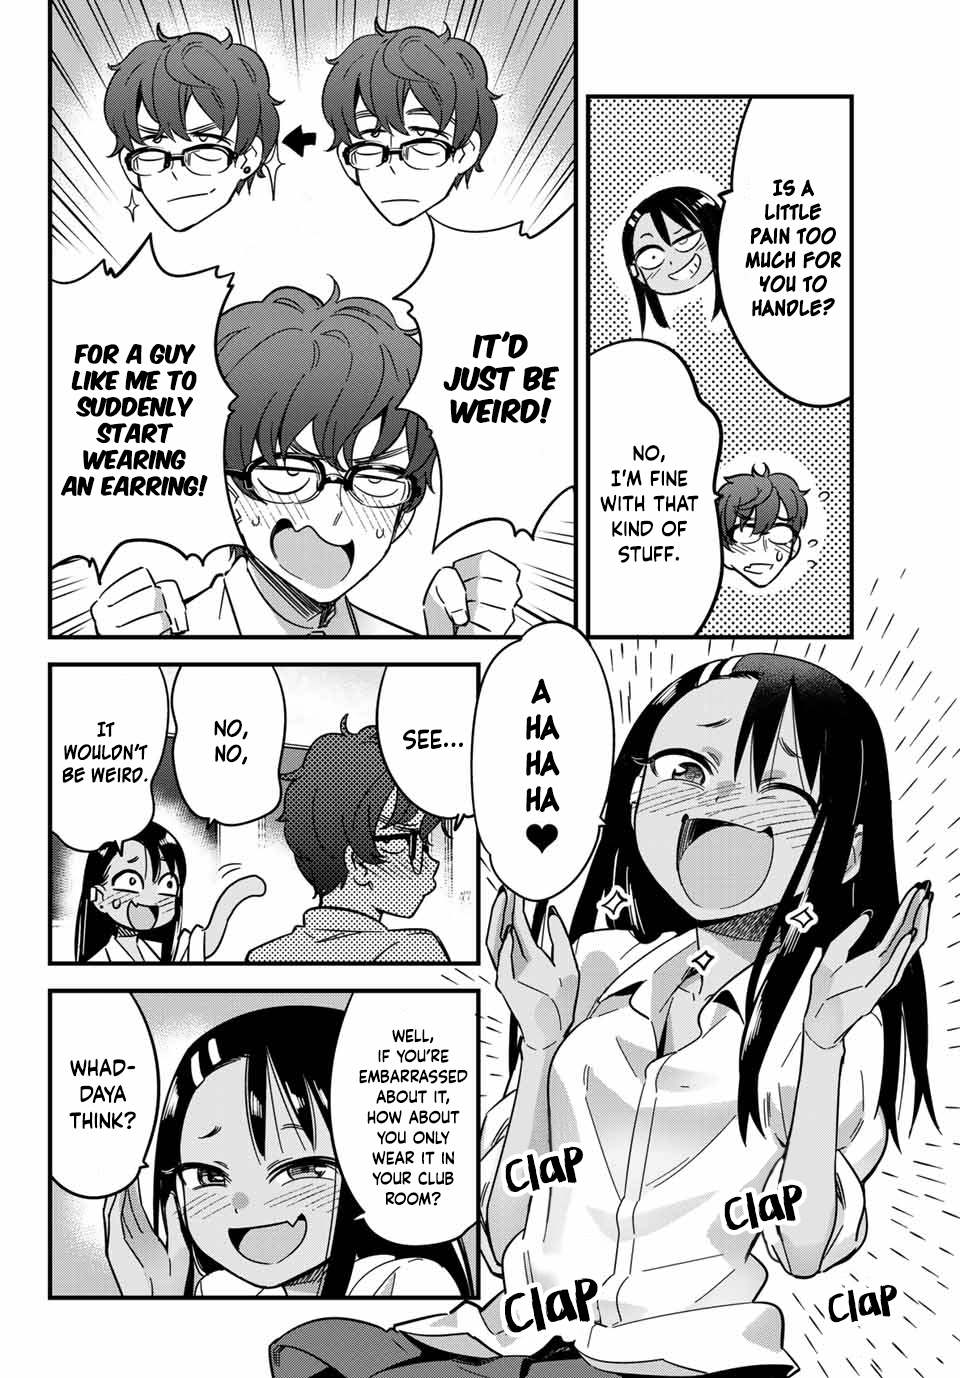 IS A
LITTLE
PAIN TOO
MUCH FOR
YOU TO
HANDLE?
NO,
I'M FINE
WITH THAT
KIND OF
STUFF.
IT'D
JUST BE
WEIRD!
FOR A GUY
LIKE ME TO
SUDDENLY
START
WEARING
AN EARRING!
A
HA
HA
HA
♥
SEE...
NO,
NO,
IT
WOULDN'T
BE WEIRD.
WELL,
IF YOU'RE
EMBARRASSED
ABOUT IT,
HOW ABOUT
YOU ONLY
WEAR IT IN
YOUR CLUB
ROOM?
WHAD-
DAYA
THINK?
CLAP
CLAP
CLAP
CLAP